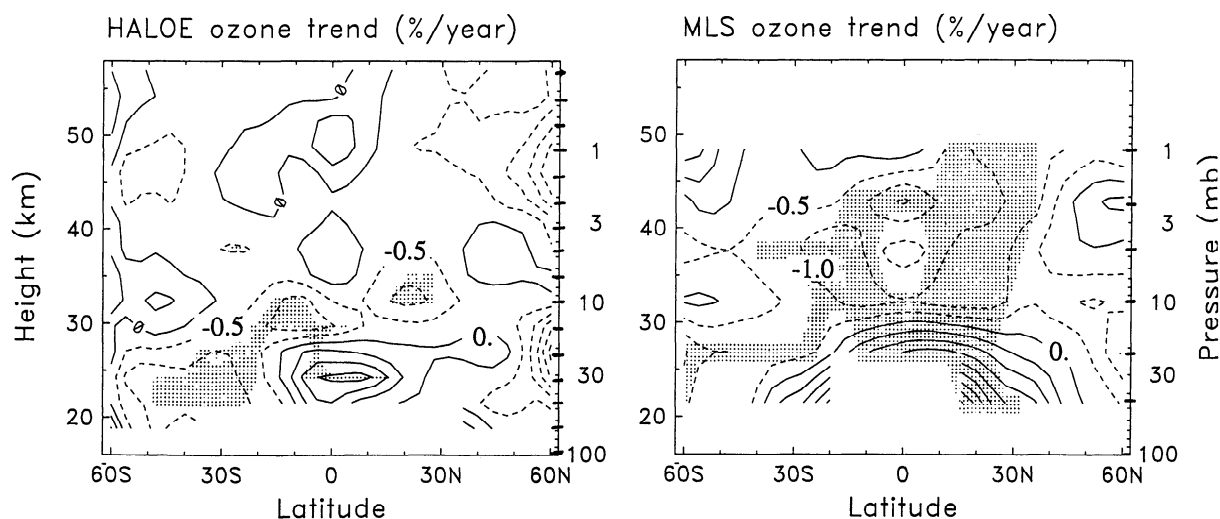 HALOE ozone trend (%/year)
MLS ozone trend (%/year)
Height (km)
50
40
30
20
60S
30S
0
30N
60N
Latitude
1
3
10
30
100
0
0
0
-0.5
-0.5
0.
50
40
30
20
60S
30S
0
30N
60N
Latitude
1
3
10
30
100
Pressure (mb)
-0.5
-1.0
0.